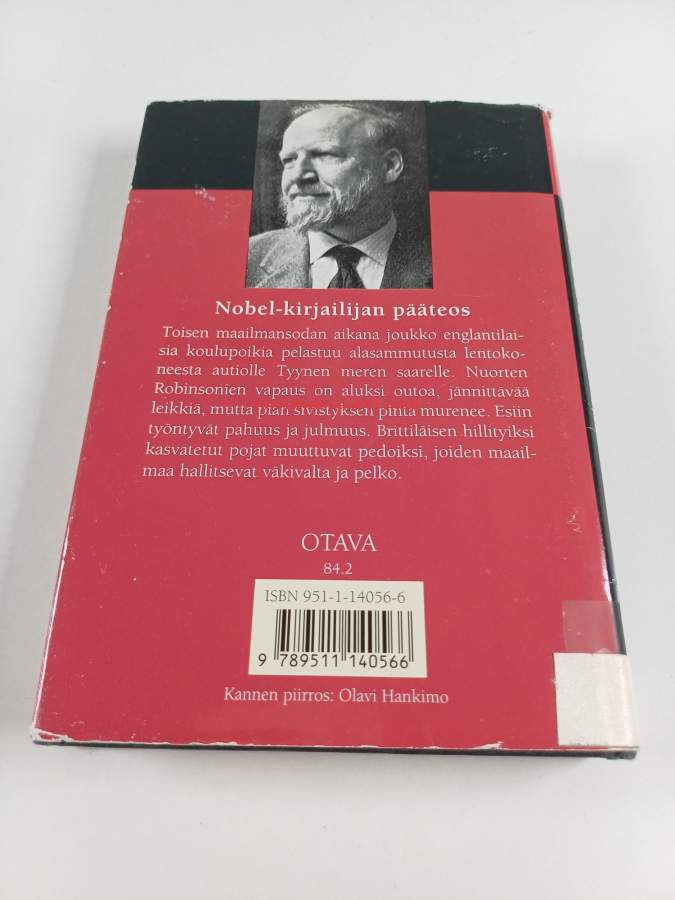 Nobel-kirjailijan pääteos
Toisen maailmansodan aikana joukko englantilai-
sia koulupoikia pelastuu alasammutusta lentoko-
neesta autiolle Tyynen meren saarelle. Nuorten
Robinsonien vapaus on aluksi outoa, jännittävää
leikkiä, mutta pian sivistyksen pinta murenee. Esiin
työntyvät pahuus ja julmuus. Brittiläisen hillityiksi
kasvatetut pojat muuttuvat pedoiksi, joiden maail-
maa hallitsevat väkivalta ja pelko.
OTAVA
84.2
ISBN 951-1-14056-6
9 789511 140566
Kannen piirros: Olavi Hankimo